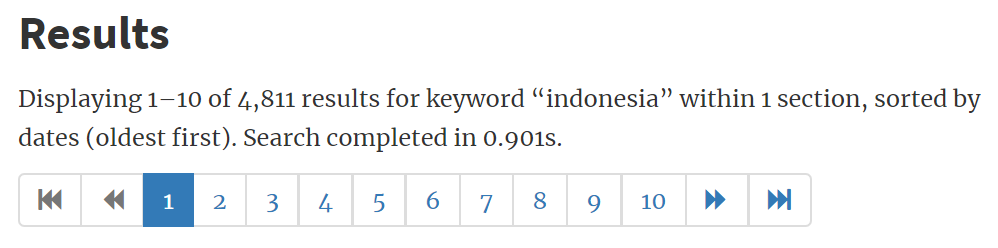 Results
Displaying 1–10 of 4,811 results for keyword “indonesia” within 1 section, sorted by
dates (oldest first). Search completed in 0.901s.
1 2 3 4 5 6 7 8 9 10